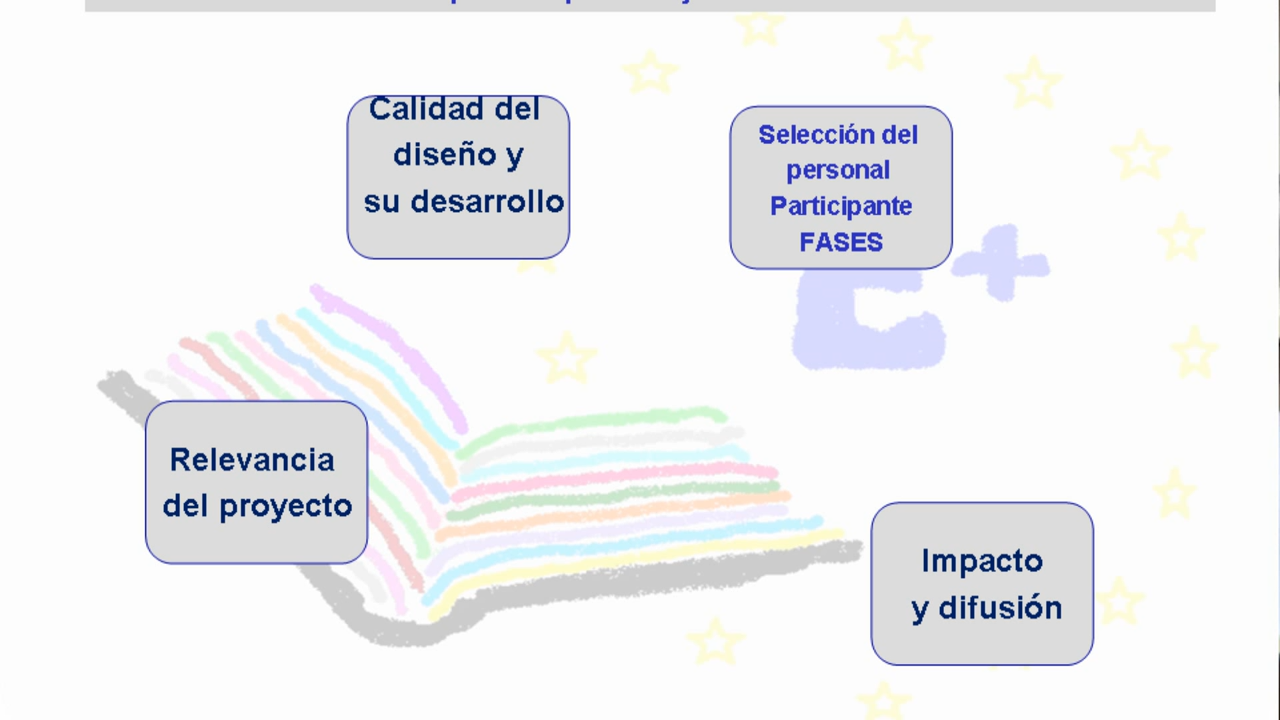 Calidad del
diseño y
su desarrollo
Selección del
personal
Participante
FASES
e+
Relevancia
del proyecto
Impacto
y difusión